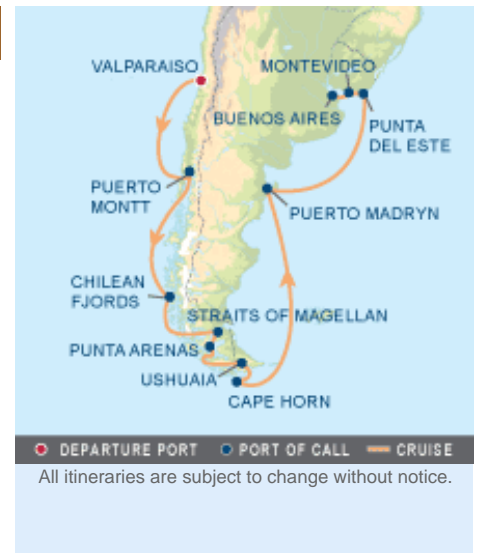 VALPARAISO
MONTEVIDEO
BUENOS AIRES
PUNTA
DEL ESTE
PUERTO
MONTT
PUERTO MADRYN
CHILEAN
FJORDS
STRAITS OF MAGELLAN
PUNTA ARENAS
USHUAIA
CAPE HORN
DEPARTURE PORT PORT OF CALL CRUISE
All itineraries are subject to change without notice.